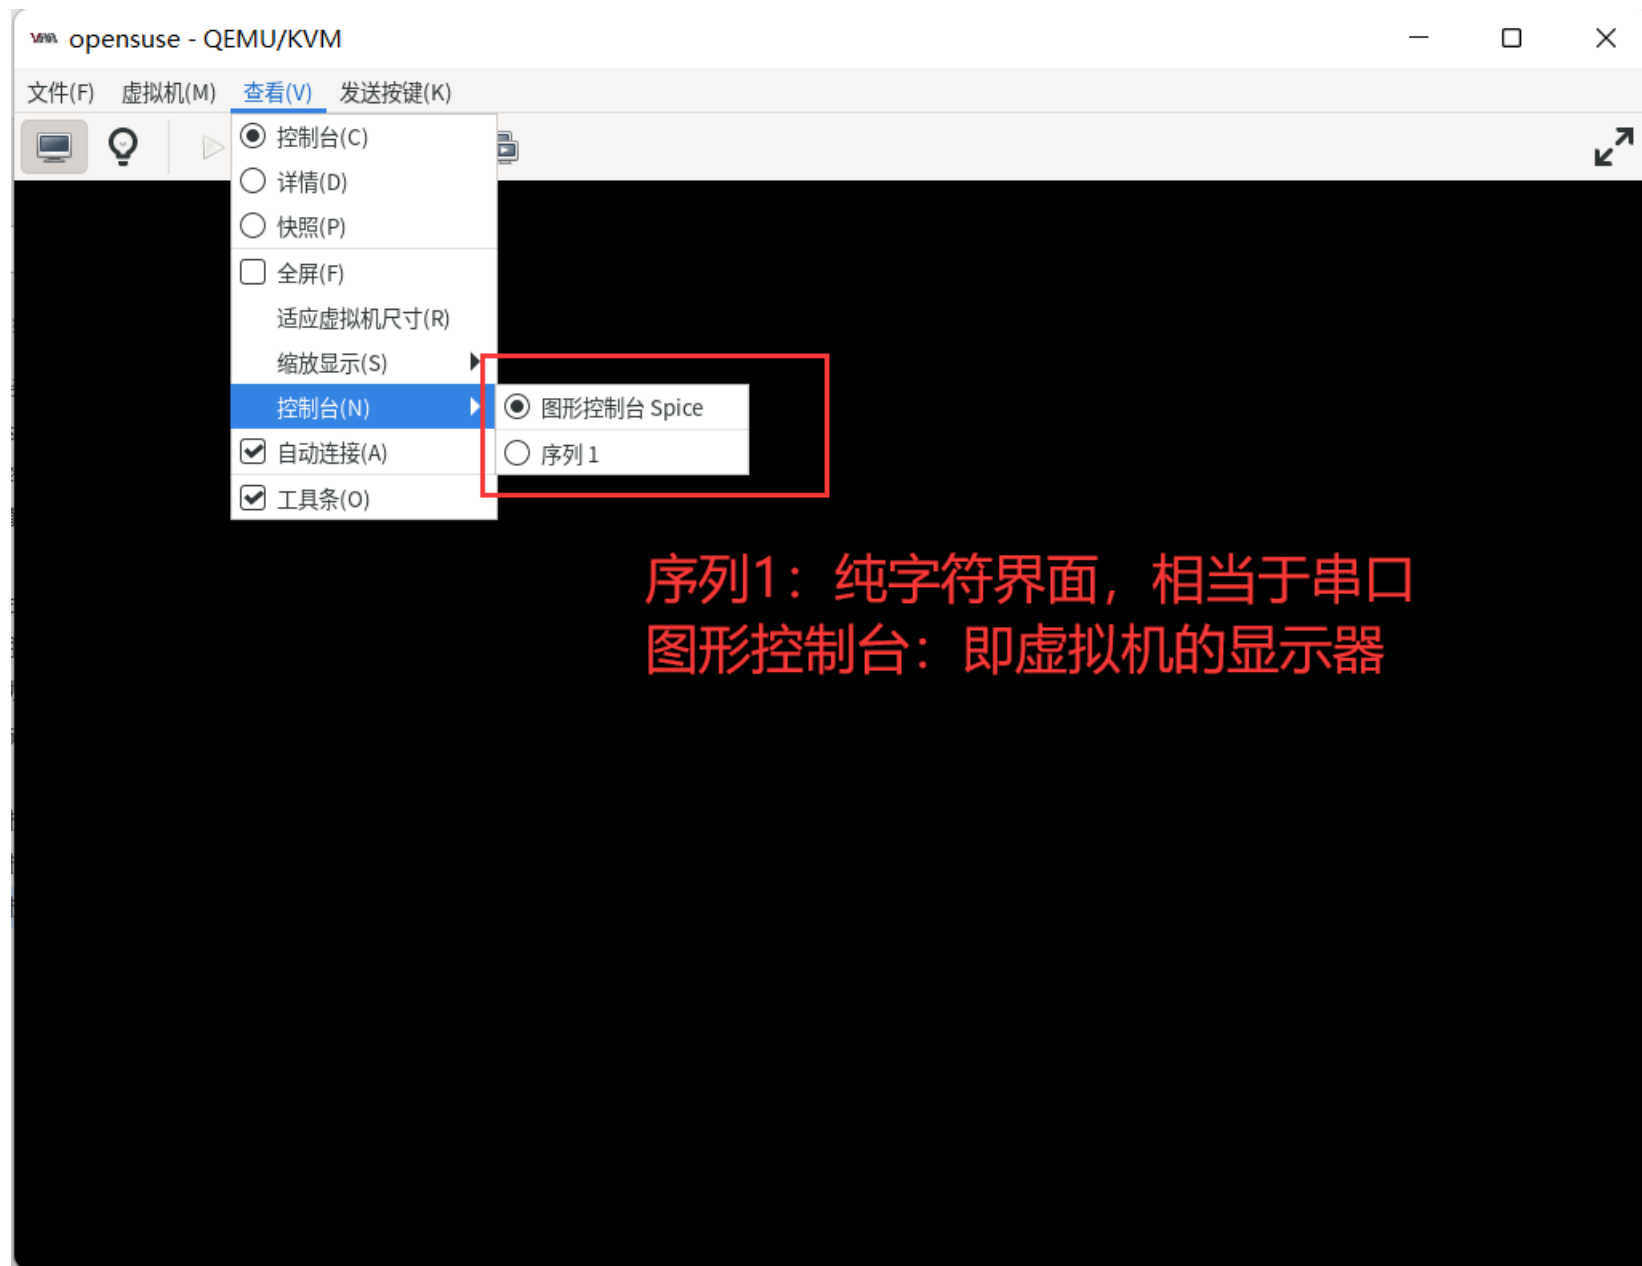 opensuse - QEMU/KVM
文件(F) 虚拟机(M) 查看(V) 发送按键(K)
控制台(C)
详情(D)
快照(P)
全屏(F)
适应虚拟机尺寸(R)
缩放显示(S)
控制台(N)
图形控制台 Spice
自动连接(A)
序列 1
工具条(O)
序列1：纯字符界面，相当于串口
图形控制台：即虚拟机的显示器